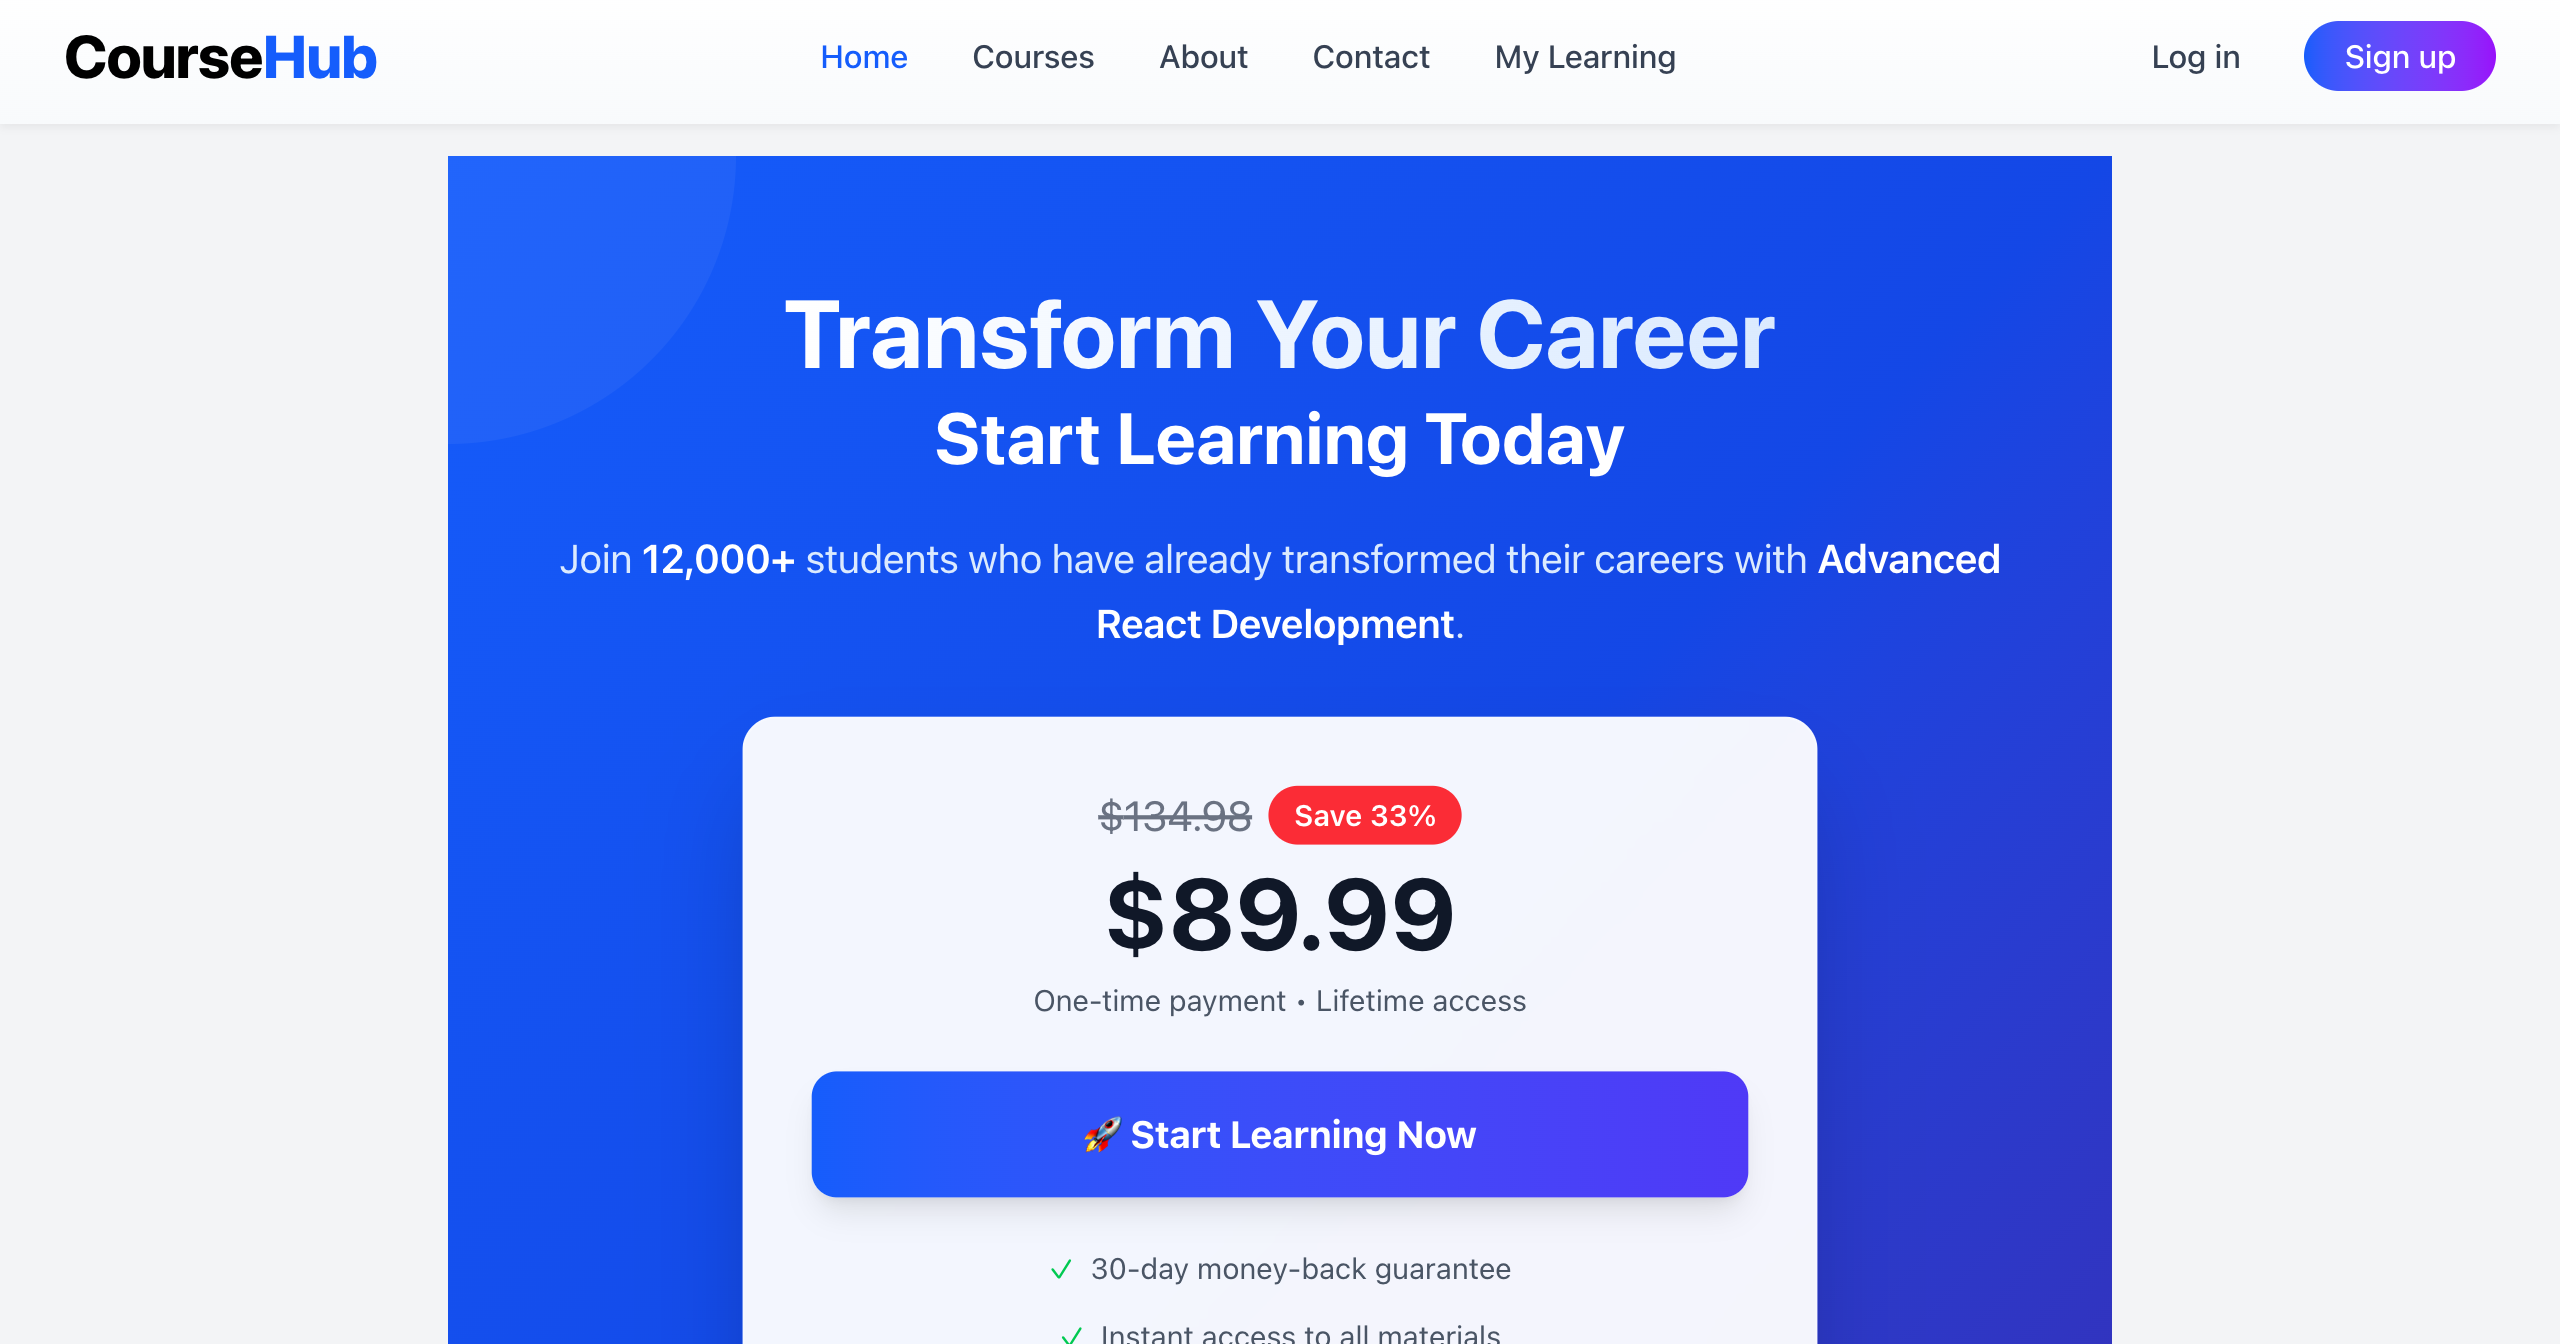 CourseHub
Home Courses About Contact My Learning Log in Sign up
Transform Your Career
Start Learning Today
Join 12,000+ students who have already transformed their careers with Advanced
React Development.
$134.98 Save 33%
$89.99
One-time payment • Lifetime access
🚀 Start Learning Now
✓ 30-day money-back guarantee
✓ Instant access to all materials